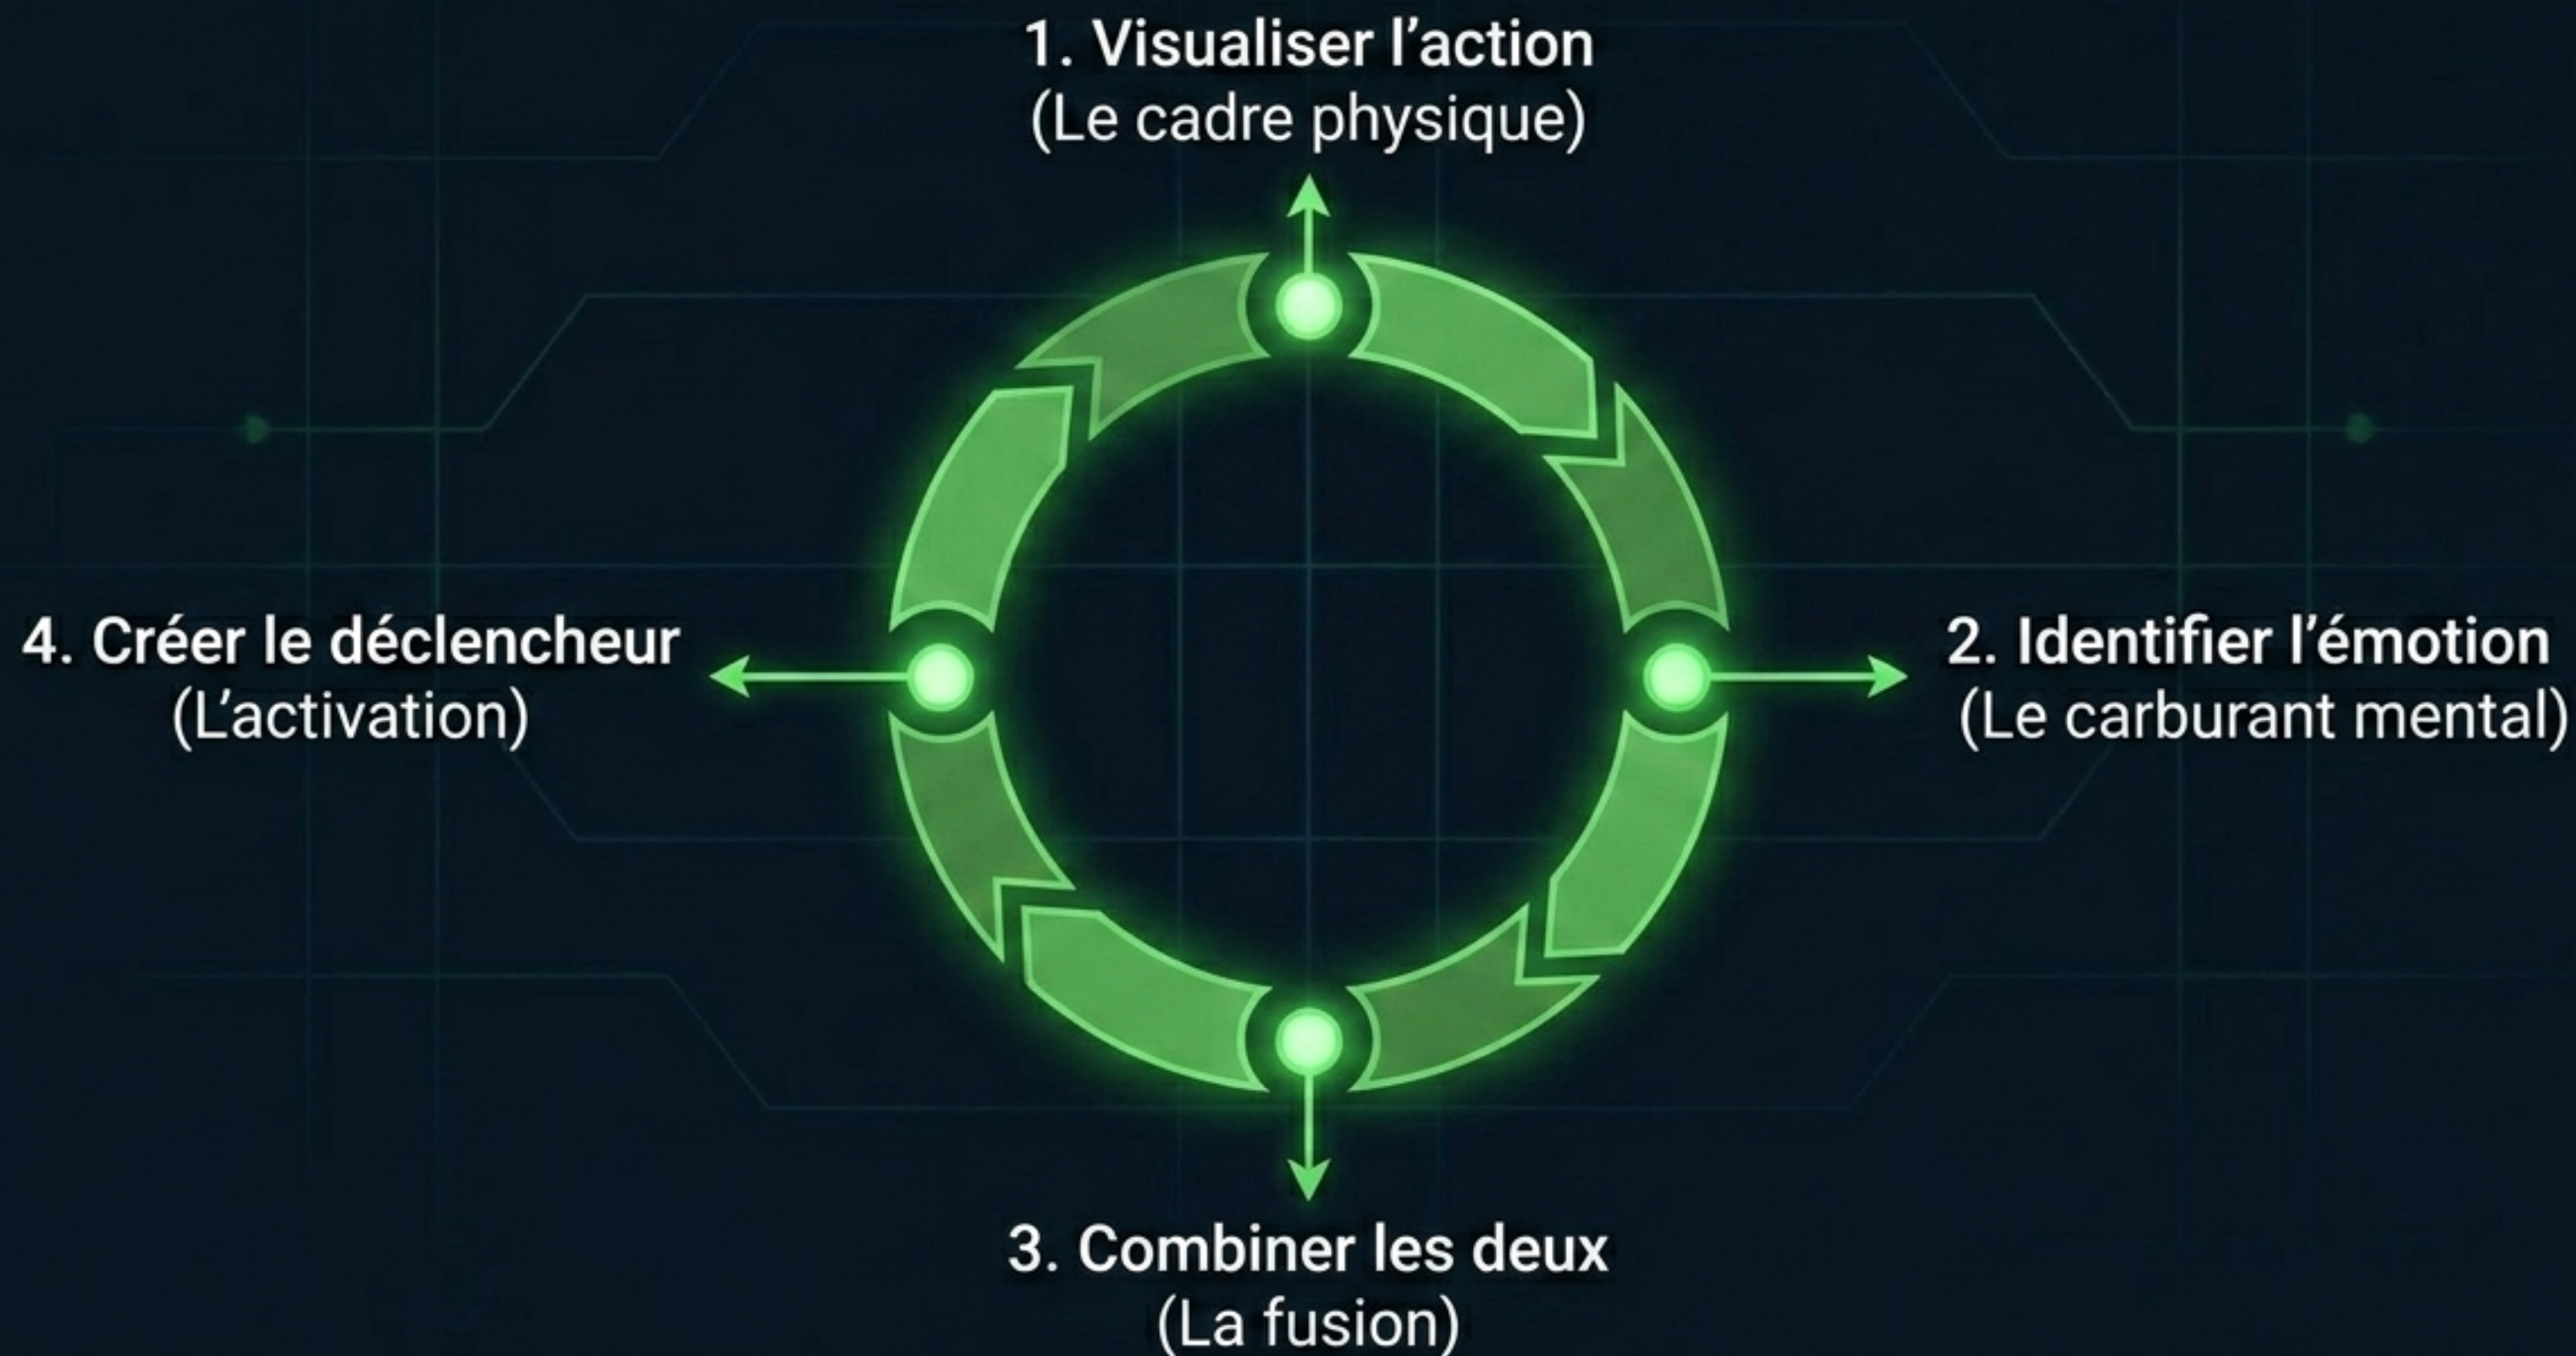 1. Visualiser l’action
(Le cadre physique)
2. Identifier l’émotion
(Le carburant mental)
3. Combiner les deux
(La fusion)
4. Créer le déclencheur
(L’activation)